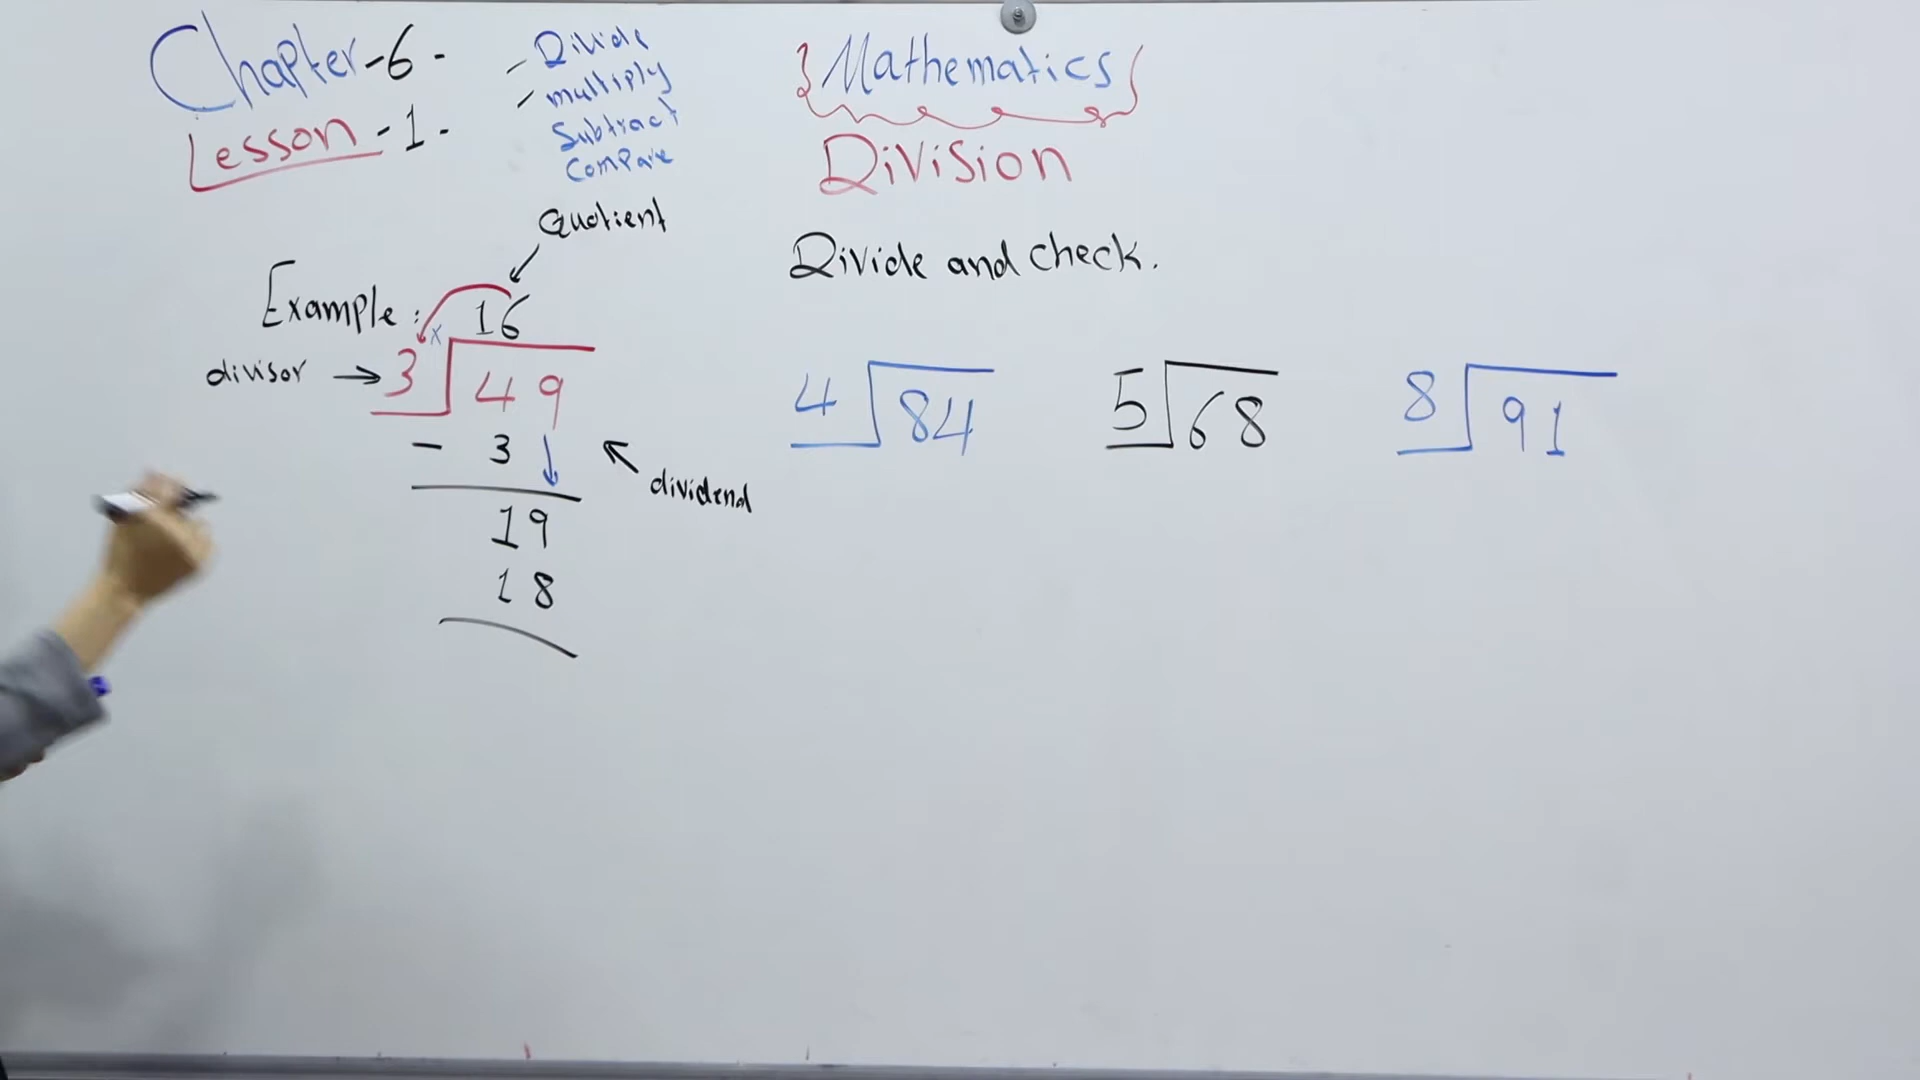 Chapter-6-
Lesson-1-
- Divide
- multiply
Subtract
Compare
Mathematics
Division
Quotient
Divide and check.
Example:
16
x
divisor → 3 49
- 3
dividend
19
18
4 84
5 68
8 91